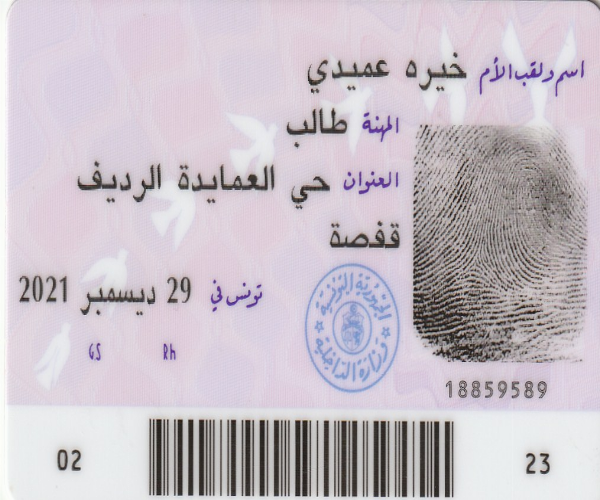 اسم ولقب الأم خيره عميدي
المهنة طالب
العنوان حي العمايدة الرديف
قفصة
تونس في 29 ديسمبر 2021
GS Rh
الجمهورية التونسية
وزارة الداخلية
18859589
02 23